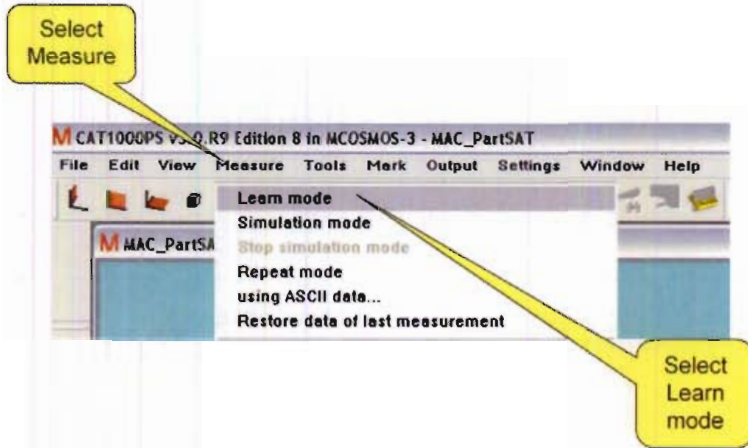 Select
Measure
CAT1000PS v3.0.R9 Edition 8 in MCOSMOS-3 - MAC_PartSAT
File Edit View Measure Tools Mark Output Settings Window Help
Learn mode
MAC_PartSA
Simulation mode
Stop simulation mode
Repeat mode
using ASCII data...
Restore data of last measurement
Select
Learn
mode